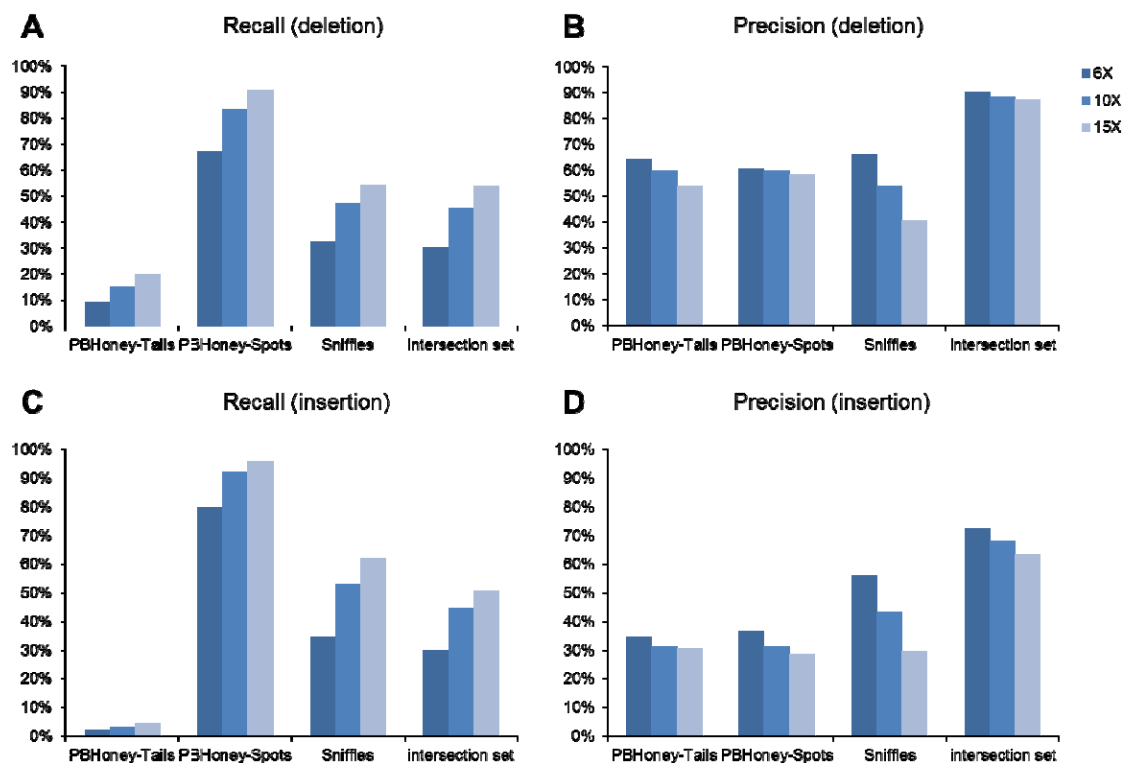 A
Recall (deletion)
100%
90%
80%
70%
60%
50%
40%
30%
20%
10%
0%
PBHoney-Tails PBHoney-Spots Sniffles intersection set
B
Precision (deletion)
100%
90%
80%
70%
60%
50%
40%
30%
20%
10%
0%
PBHoney-Tails PBHoney-Spots Sniffles intersection set
6X
10X
15X
C
Recall (insertion)
100%
90%
80%
70%
60%
50%
40%
30%
20%
10%
0%
PBHoney-Tails PBHoney-Spots Sniffles intersection set
D
Precision (insertion)
100%
90%
80%
70%
60%
50%
40%
30%
20%
10%
0%
PBHoney-Tails PBHoney-Spots Sniffles intersection set